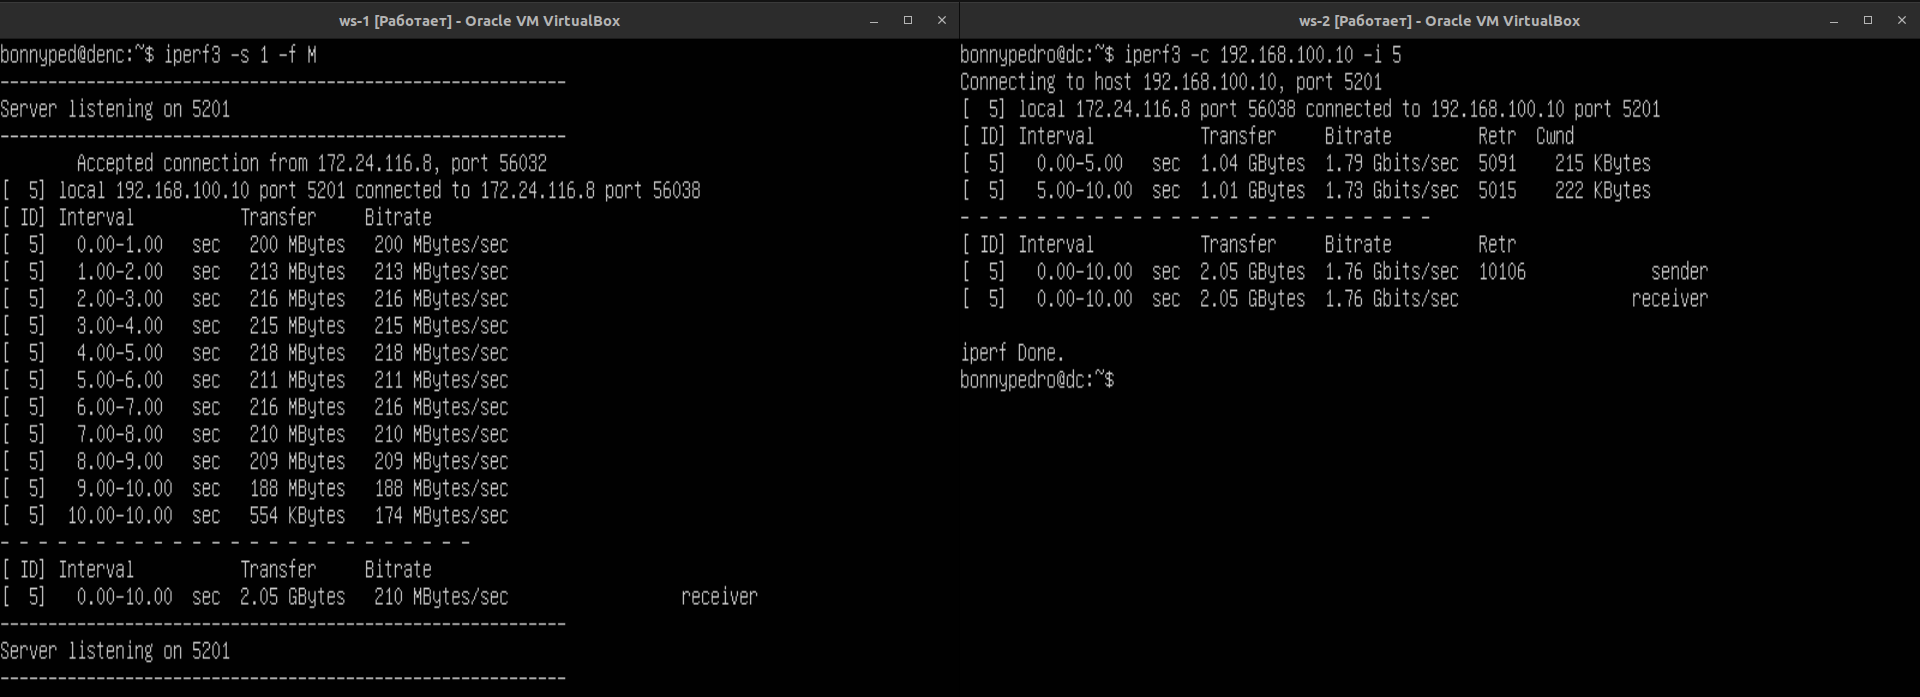 ws-1 [Работает] - Oracle VM VirtualBox
bonnyped@denc:~$ iperf3 -s 1 -f M
-----------------------------------------------------------
Server listening on 5201
-----------------------------------------------------------
Accepted connection from 172.24.116.8, port 56032
[  5] local 192.168.100.10 port 5201 connected to 172.24.116.8 port 56038
[ ID] Interval           Transfer     Bitrate
[  5]   0.00-1.00   sec   200 MBytes   200 MBytes/sec
[  5]   1.00-2.00   sec   213 MBytes   213 MBytes/sec
[  5]   2.00-3.00   sec   216 MBytes   216 MBytes/sec
[  5]   3.00-4.00   sec   215 MBytes   215 MBytes/sec
[  5]   4.00-5.00   sec   218 MBytes   218 MBytes/sec
[  5]   5.00-6.00   sec   211 MBytes   211 MBytes/sec
[  5]   6.00-7.00   sec   216 MBytes   216 MBytes/sec
[  5]   7.00-8.00   sec   210 MBytes   210 MBytes/sec
[  5]   8.00-9.00   sec   209 MBytes   209 MBytes/sec
[  5]   9.00-10.00  sec   188 MBytes   188 MBytes/sec
[  5]  10.00-10.00  sec   554 KBytes   174 MBytes/sec
- - - - - - - - - - - - - - - - - - - - - - - - -
[ ID] Interval           Transfer     Bitrate
[  5]   0.00-10.00  sec  2.05 GBytes   210 MBytes/sec                  receiver
-----------------------------------------------------------
Server listening on 5201
-----------------------------------------------------------
ws-2 [Работает] - Oracle VM VirtualBox
bonnypedro@dc:~$ iperf3 -c 192.168.100.10 -i 5
Connecting to host 192.168.100.10, port 5201
[  5] local 172.24.116.8 port 56038 connected to 192.168.100.10 port 5201
[ ID] Interval           Transfer     Bitrate         Retr  Cwnd
[  5]   0.00-5.00   sec  1.04 GBytes  1.79 Gbits/sec  5091    215 KBytes
[  5]   5.00-10.00  sec  1.01 GBytes  1.73 Gbits/sec  5015    222 KBytes
- - - - - - - - - - - - - - - - - - - - - - - - -
[ ID] Interval           Transfer     Bitrate         Retr
[  5]   0.00-10.00  sec  2.05 GBytes  1.76 Gbits/sec  10106             sender
[  5]   0.00-10.00  sec  2.05 GBytes  1.76 Gbits/sec                  receiver
iperf Done.
bonnypedro@dc:~$